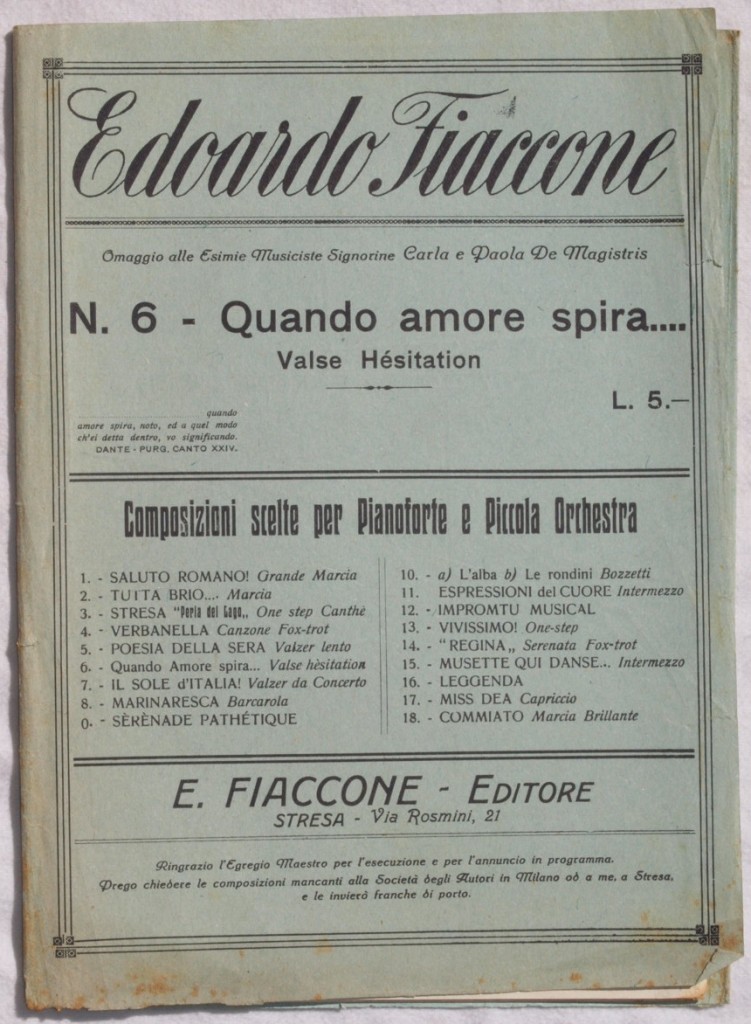 Edoardo Fiaccone
Omaggio alle Esimie Musiciste Signorine Carla e Paola De Magistris
N. 6 - Quando amore spira....
Valse Hésitation
L. 5.—
quando
amore spira, noto, ed a quel modo
ch'ei detta dentro, vo significando.
DANTE - PURG. CANTO XXIV.
Composizioni scelte per Pianoforte e Piccola Orchestra
1. - SALUTO ROMANO! Grande Marcia
2. - TUTTA BRIO.... Marcia
3. - STRESA "Perla del Lago„ One step Canthé
4. - VERBANELLA Canzone Fox-trot
5. - POESIA DELLA SERA Valzer lento
6. - Quando Amore spira... Valse hèsitation
7. - IL SOLE d'ITALIA! Valzer da Concerto
8. - MARINARESCA Barcarola
0. - SÈRÈNADE PATHÉTIQUE
10. - a) L'alba b) Le rondini Bozzetti
11. ESPRESSIONI del CUORE Intermezzo
12. - IMPROMTU MUSICAL
13. - VIVISSIMO! One-step
14. - "REGINA„ Serenata Fox-trot
15. - MUSETTE QUI DANSE... Intermezzo
16. - LEGGENDA
17. - MISS DEA Capriccio
18. - COMMIATO Marcia Brillante
E. FIACCONE - EDITORE
STRESA - Via Rosmini, 21
Ringrazio l'Egregio Maestro per l'esecuzione e per l'annuncio in programma.
Prego chiedere le composizioni mancanti alla Società degli Autori in Milano od a me, a Stresa,
e le invierò franche di porto.